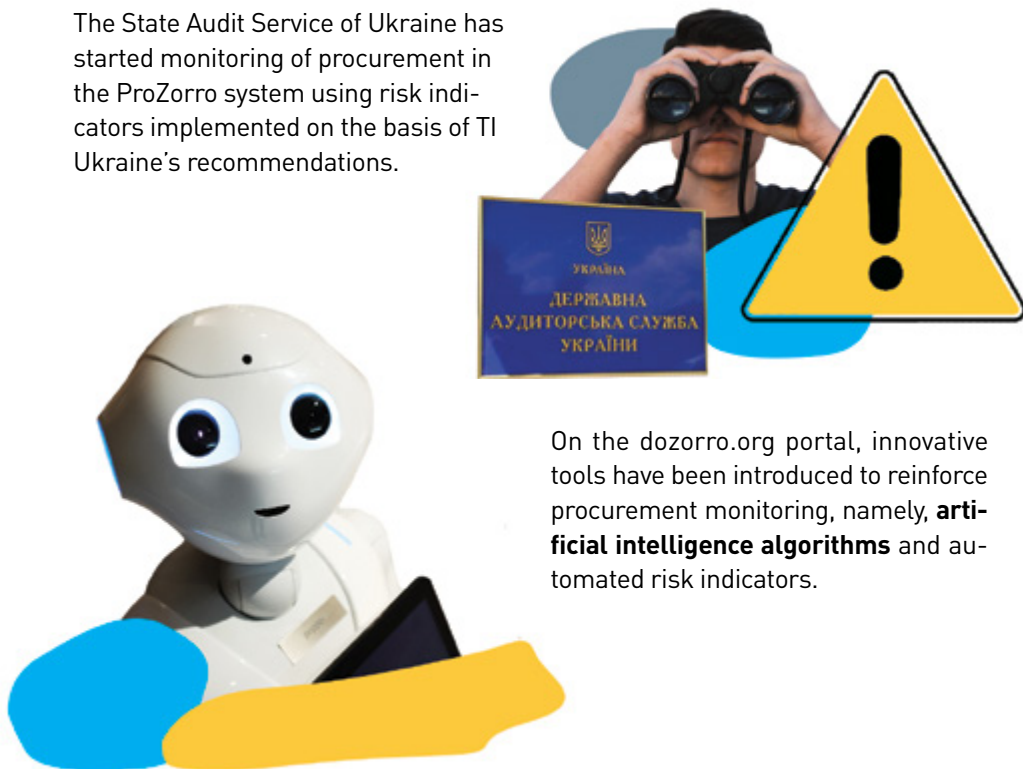 The State Audit Service of Ukraine has
started monitoring of procurement in
the ProZorro system using risk indi-
cators implemented on the basis of TI
Ukraine's recommendations.
УКРАЇНА
ДЕРЖАВНА
АУДИТОРСЬКА СЛУЖБА
УКРАЇНИ
On the dozorro.org portal, innovative
tools have been introduced to reinforce
procurement monitoring, namely, arti-
ficial intelligence algorithms and au-
tomated risk indicators.